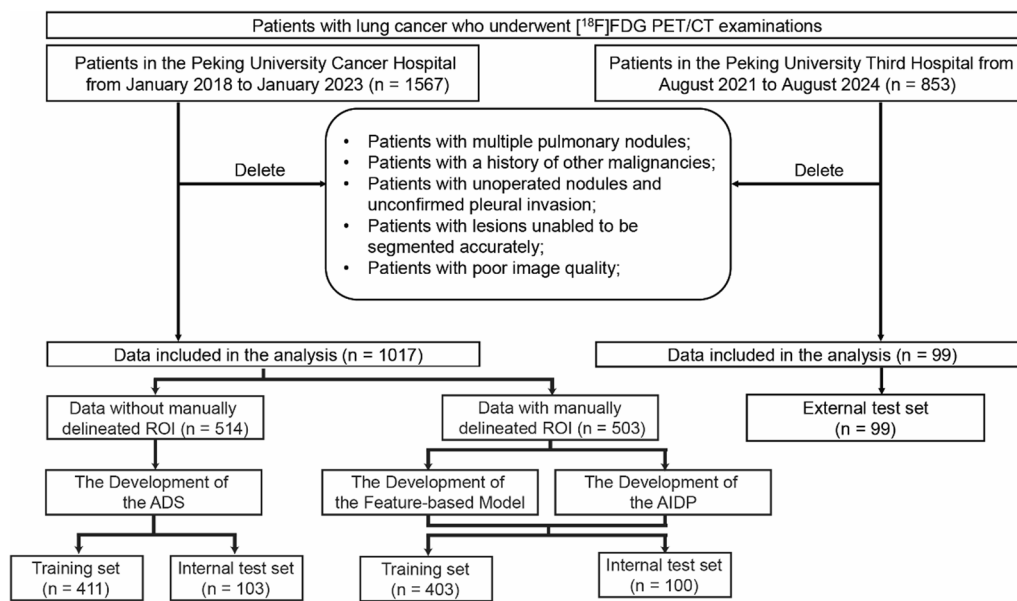 Patients with lung cancer who underwent [¹⁸F]FDG PET/CT examinations
Patients in the Peking University Cancer Hospital
from January 2018 to January 2023 (n = 1567)
Patients in the Peking University Third Hospital from
August 2021 to August 2024 (n = 853)
Delete
• Patients with multiple pulmonary nodules;
• Patients with a history of other malignancies;
• Patients with unoperated nodules and
unconfirmed pleural invasion;
• Patients with lesions unabled to be
segmented accurately;
• Patients with poor image quality;
Delete
Data included in the analysis (n = 1017)
Data included in the analysis (n = 99)
Data without manually
delineated ROI (n = 514)
Data with manually
delineated ROI (n = 503)
External test set
(n = 99)
The Development of
the ADS
The Development of
the Feature-based Model
The Development of
the AIDP
Training set
(n = 411)
Internal test set
(n = 103)
Training set
(n = 403)
Internal test set
(n = 100)